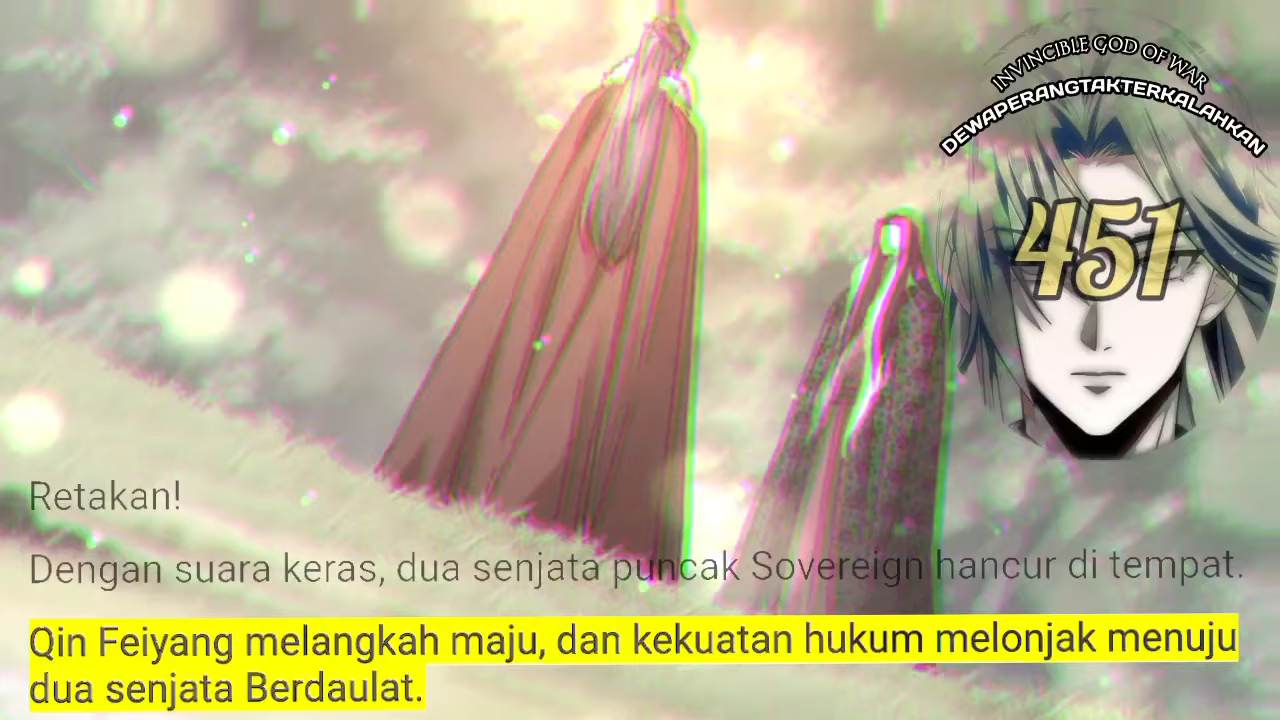 INVINCIBLE GOD OF WAR
DEWAPERANGTAKTERKALAHKAN
451
Retakan!
Dengan suara keras, dua senjata puncak Sovereign hancur di tempat.
Qin Feiyang melangkah maju, dan kekuatan hukum melonjak menuju
dua senjata Berdaulat.